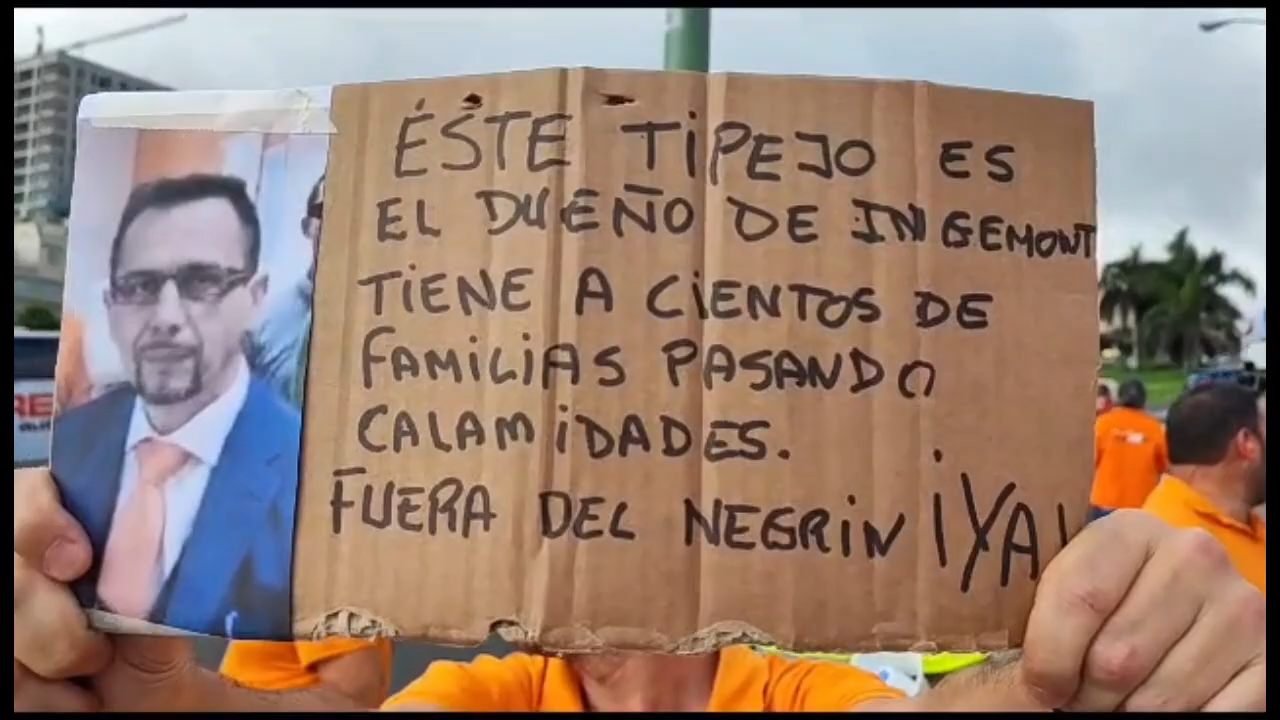 ÉSTE TiPEJO ES
EL DUEÑO DE INGEMONT
TiENE A CiENTOS DE
FAMiLiAS PASANDO
CALAMiDADES.
FUERA DEL NEGRiN ¡YA!